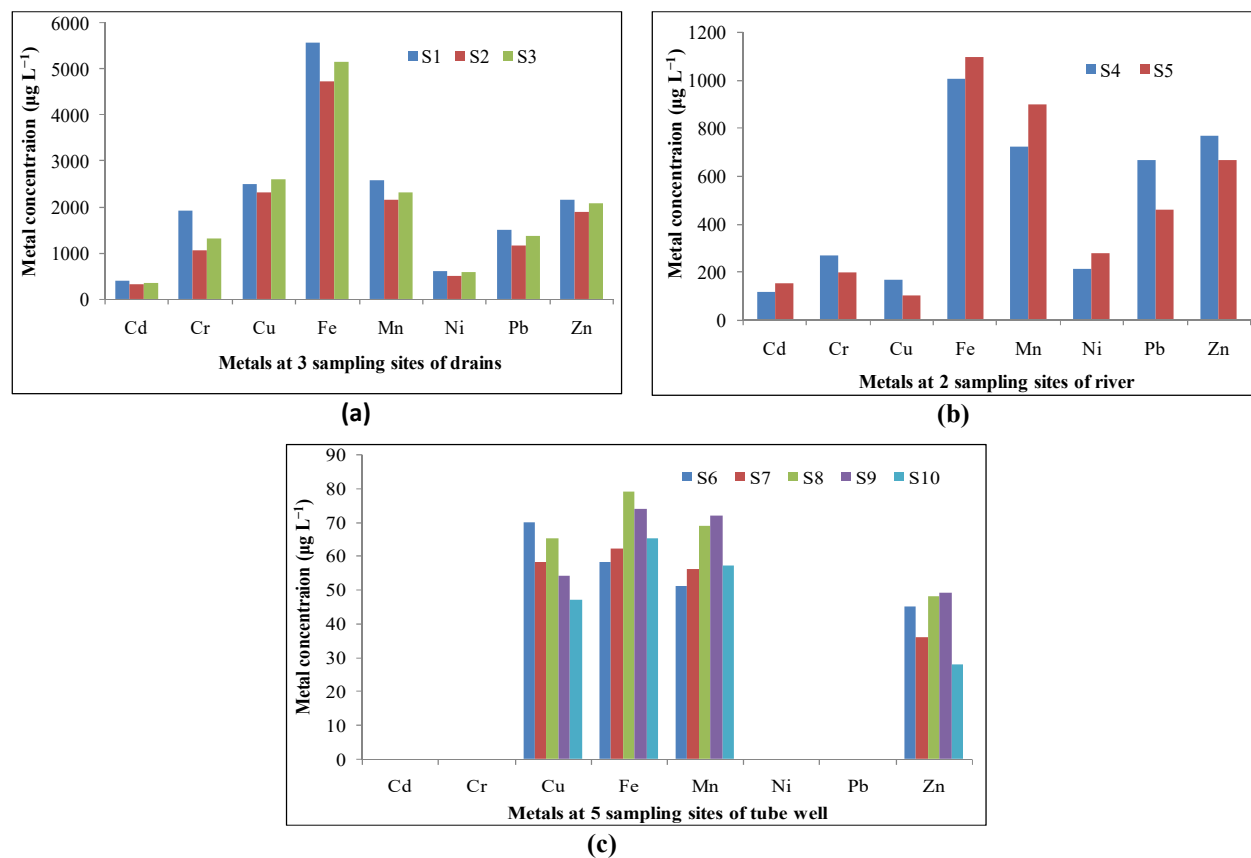 6000
5000
4000
3000
2000
1000
0
Metal concentraion (µg L⁻¹)
S1 S2 S3
Cd Cr Cu Fe Mn Ni Pb Zn
Metals at 3 sampling sites of drains
(a)
1200
1000
800
600
400
200
0
Metal concentraion (µg L⁻¹)
S4 S5
Cd Cr Cu Fe Mn Ni Pb Zn
Metals at 2 sampling sites of river
(b)
90
80
70
60
50
40
30
20
10
0
Metal concentraion (µg L⁻¹)
S6 S7 S8 S9 S10
Cd Cr Cu Fe Mn Ni Pb Zn
Metals at 5 sampling sites of tube well
(c)